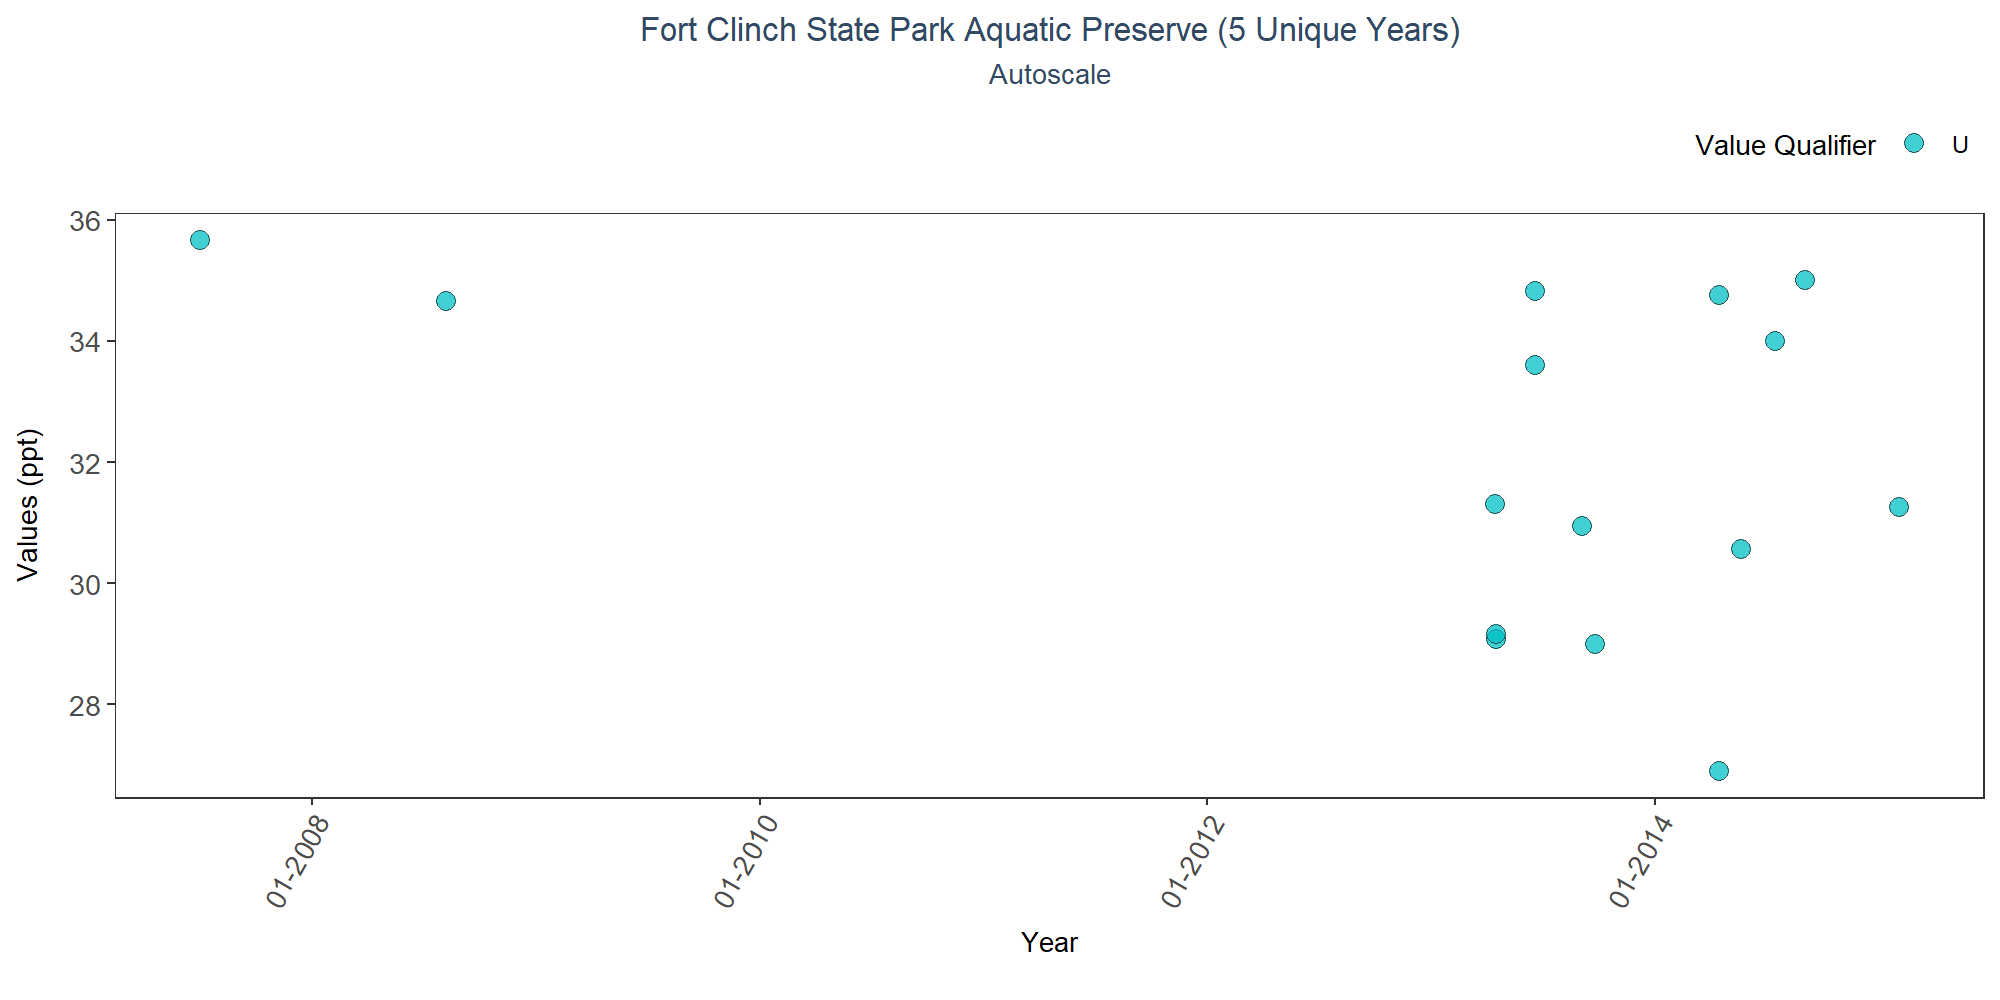 Fort Clinch State Park Aquatic Preserve (5 Unique Years)
Autoscale
Value Qualifier U
36
34
32
30
28
Values (ppt)
01-2008
01-2010
01-2012
01-2014
Year